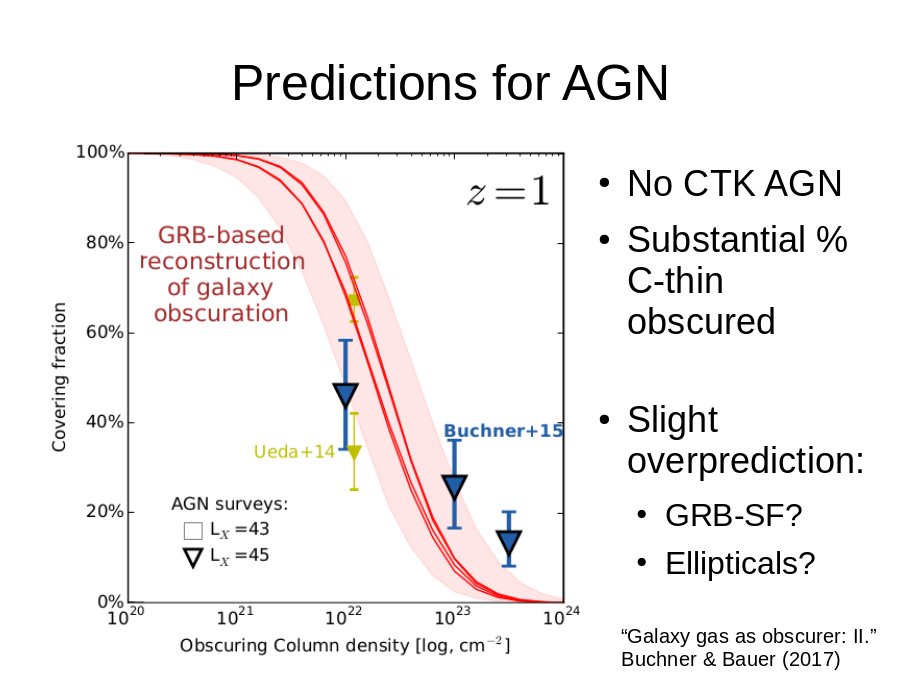 Predictions for AGN
100%
80%
60%
40%
20%
0%
Covering fraction
z=1
GRB-based
reconstruction
of galaxy
obscuration
Buchner+15
Ueda+14
AGN surveys:
L_X =43
L_X =45
10^20
10^21
10^22
10^23
10^24
Obscuring Column density [log, cm^−2]
• No CTK AGN
• Substantial %
C-thin
obscured
• Slight
overprediction:
• GRB-SF?
• Ellipticals?
“Galaxy gas as obscurer: II.”
Buchner & Bauer (2017)